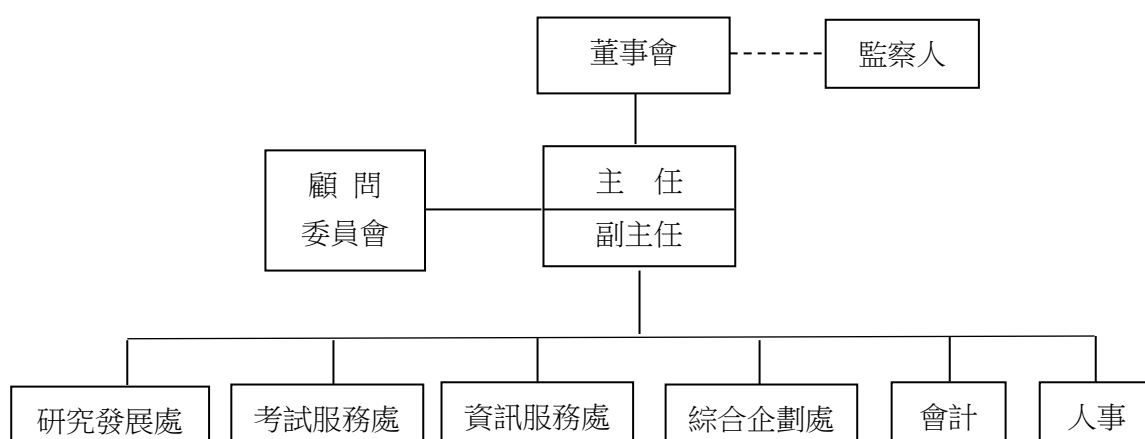 董事會
監察人
顧 問
委員會
主 任
副主任
研究發展處
考試服務處
資訊服務處
綜合企劃處
會計
人事